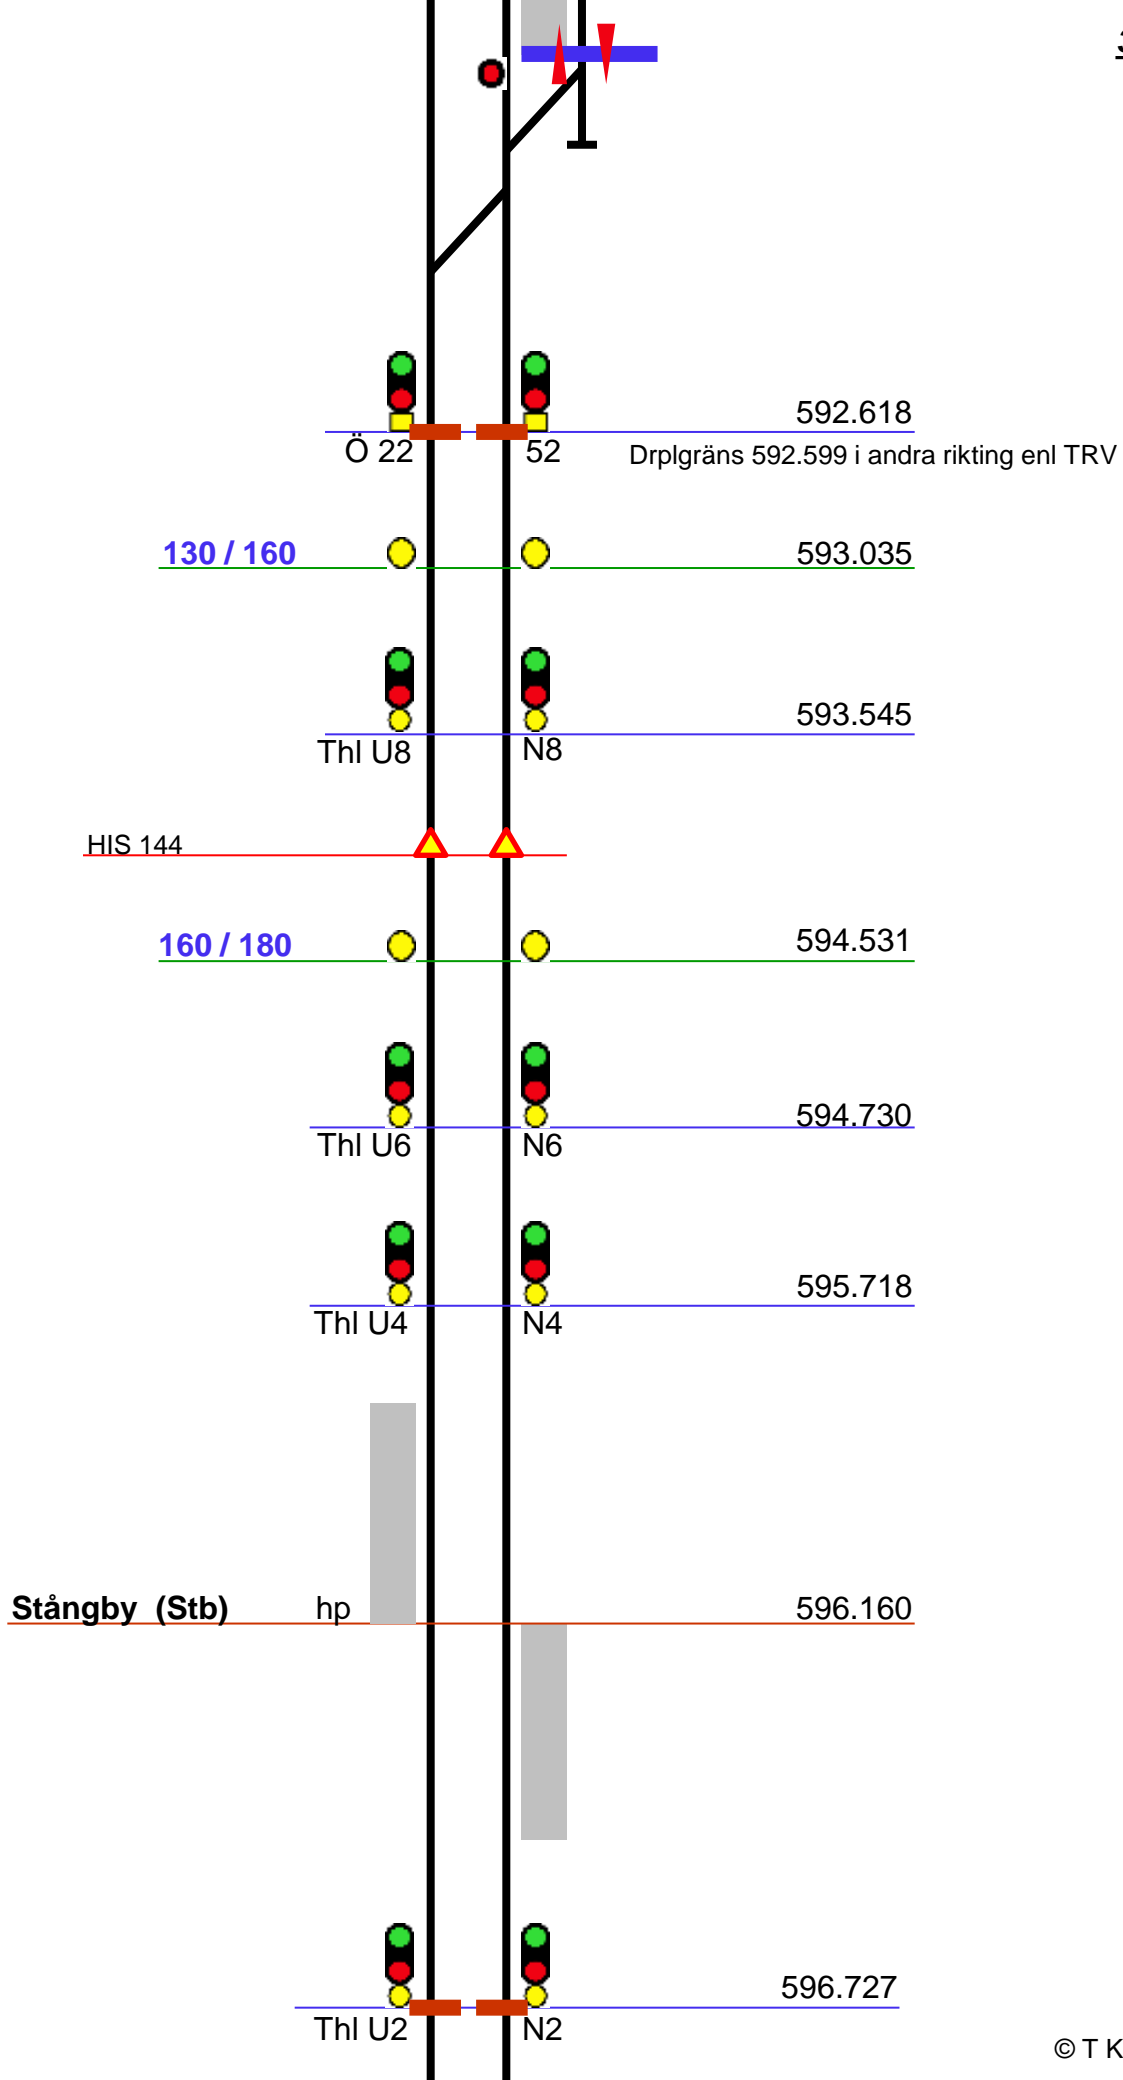 592.618
Ö 22 52 Drplgräns 592.599 i andra rikting enl TRV
130 / 160 593.035
593.545
Thl U8 N8
HIS 144
160 / 180 594.531
594.730
Thl U6 N6
595.718
Thl U4 N4
Stångby (Stb) hp 596.160
596.727
Thl U2 N2
© T K